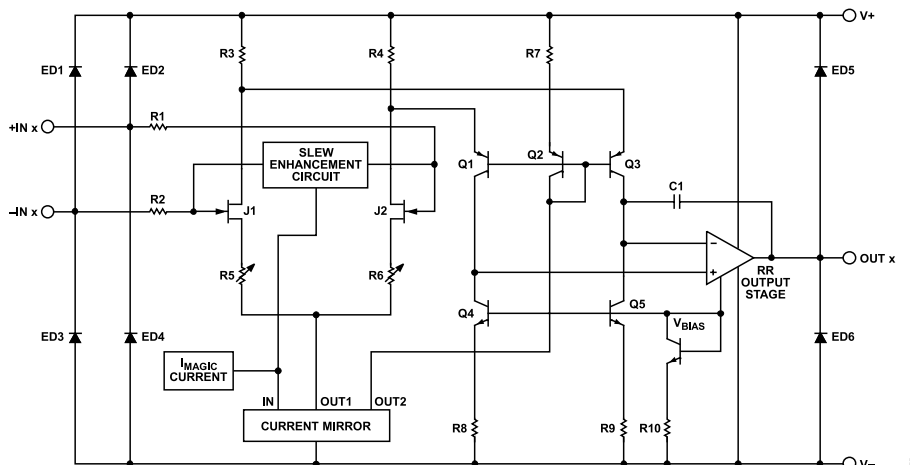 V+
R3
R4
R7
ED1
ED2
ED5
+IN x
R1
SLEW
ENHANCEMENT
CIRCUIT
Q1
Q2
Q3
C1
–IN x
R2
J1
J2
–
+
OUT x
RR
OUTPUT
STAGE
R5
R6
Q4
Q5
VBIAS
ED3
ED4
ED6
IMAGIC
CURRENT
IN
OUT1
OUT2
CURRENT MIRROR
R8
R9
R10
V–